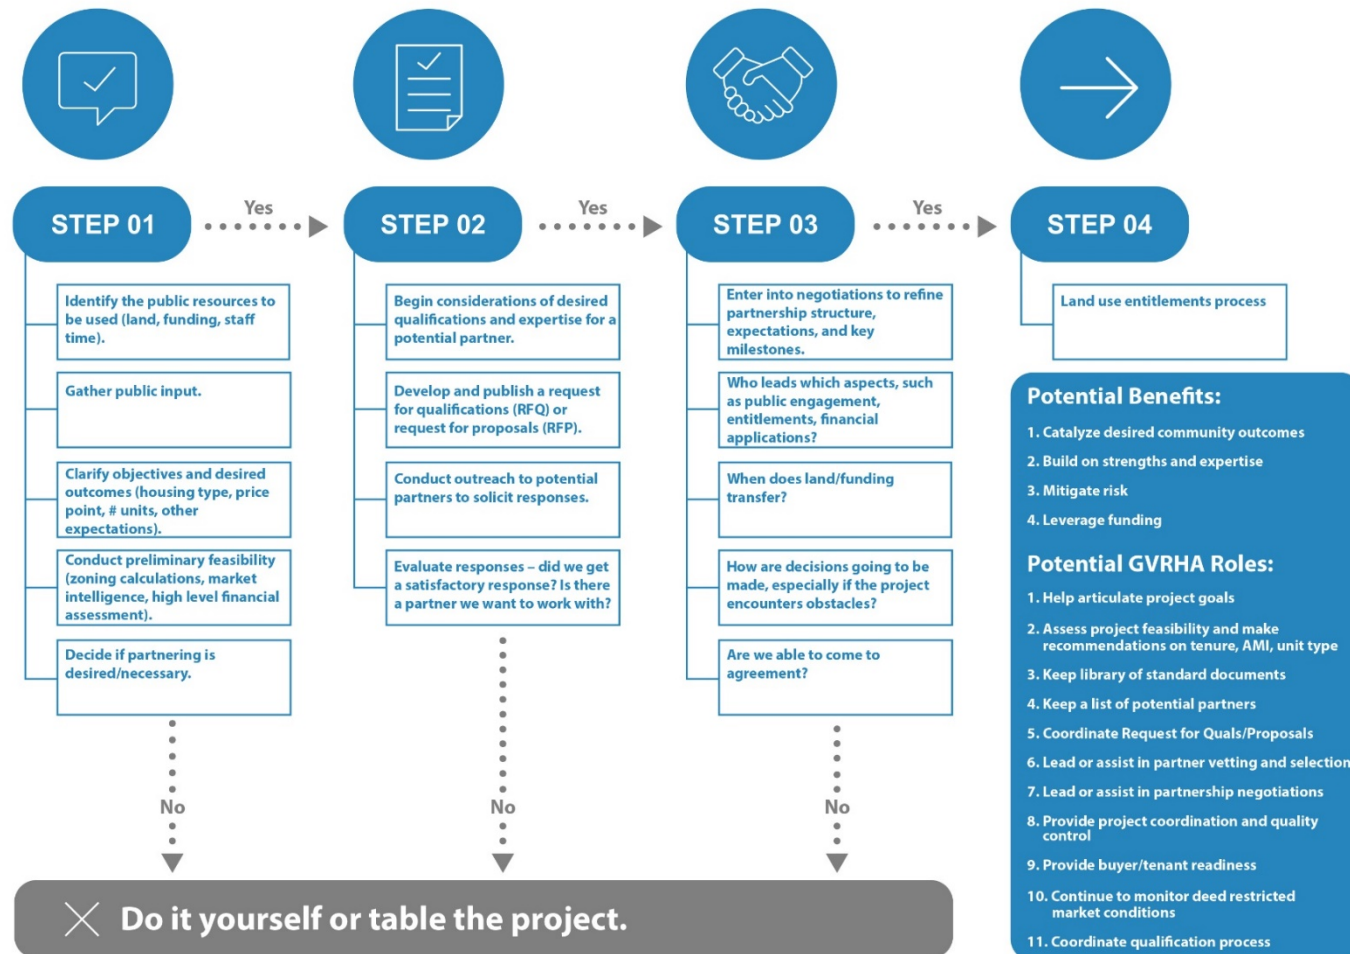 STEP 01
Yes
STEP 02
Yes
STEP 03
Yes
STEP 04
Identify the public resources to
be used (land, funding, staff
time).
Gather public input.
Clarify objectives and desired
outcomes (housing type, price
point, # units, other
expectations).
Conduct preliminary feasibility
(zoning calculations, market
intelligence, high level financial
assessment).
Decide if partnering is
desired/necessary.
No
Begin considerations of desired
qualifications and expertise for a
potential partner.
Develop and publish a request
for qualifications (RFQ) or
request for proposals (RFP).
Conduct outreach to potential
partners to solicit responses.
Evaluate responses – did we get
a satisfactory response? Is there
a partner we want to work with?
No
Enter into negotiations to refine
partnership structure,
expectations, and key
milestones.
Who leads which aspects, such
as public engagement,
entitlements, financial
applications?
When does land/funding
transfer?
How are decisions going to be
made, especially if the project
encounters obstacles?
Are we able to come to
agreement?
No
Land use entitlements process
Potential Benefits:
1. Catalyze desired community outcomes
2. Build on strengths and expertise
3. Mitigate risk
4. Leverage funding
Potential GVRHA Roles:
1. Help articulate project goals
2. Assess project feasibility and make
recommendations on tenure, AMI, unit type
3. Keep library of standard documents
4. Keep a list of potential partners
5. Coordinate Request for Quals/Proposals
6. Lead or assist in partner vetting and selection
7. Lead or assist in partnership negotiations
8. Provide project coordination and quality
control
9. Provide buyer/tenant readiness
10. Continue to monitor deed restricted
market conditions
11. Coordinate qualification process
Do it yourself or table the project.